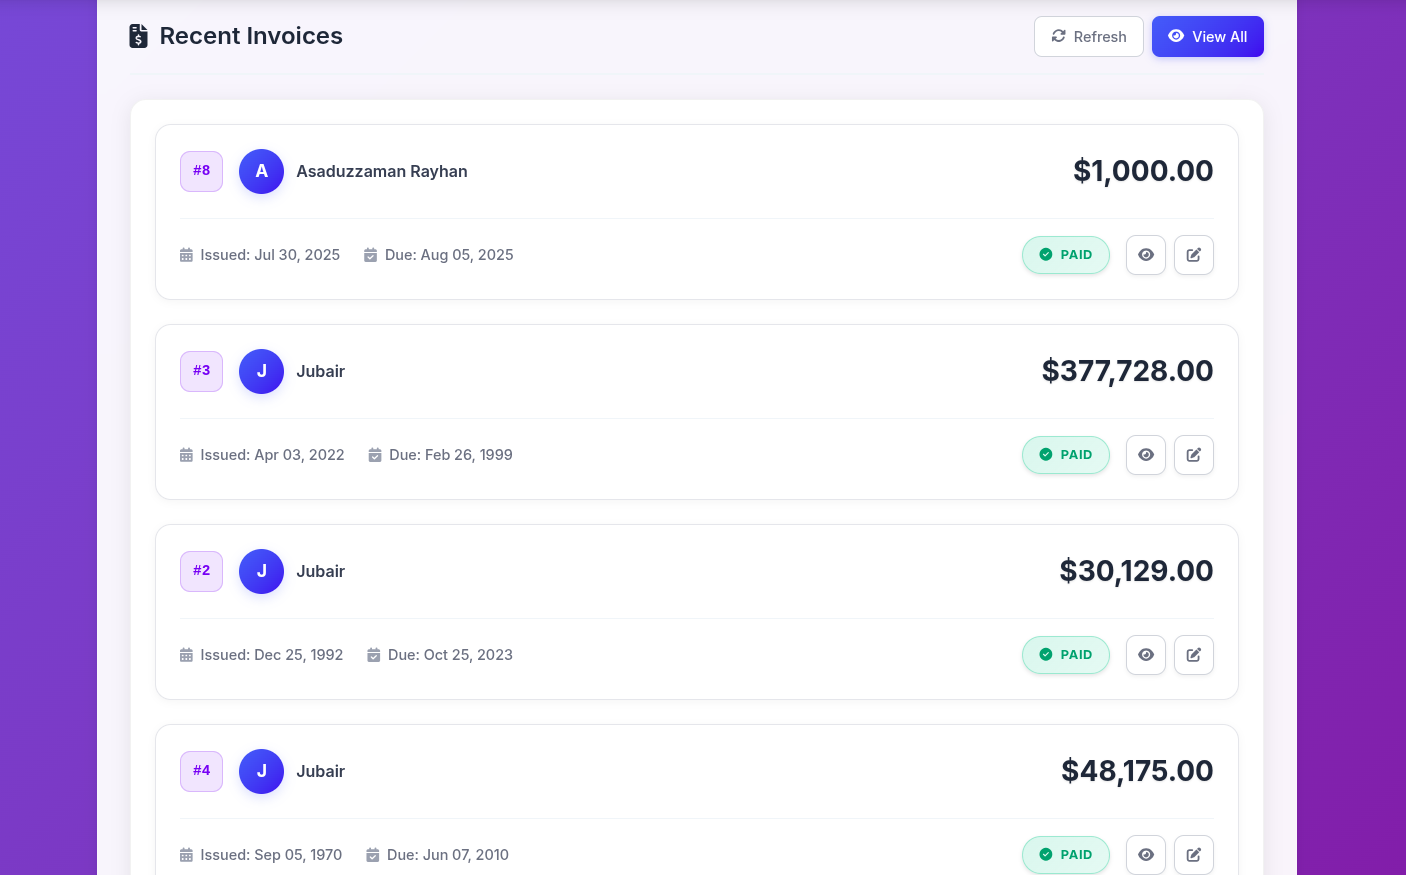 Recent Invoices
Refresh
View All
#8
A
Asaduzzaman Rayhan
$1,000.00
Issued: Jul 30, 2025
Due: Aug 05, 2025
PAID
#3
J
Jubair
$377,728.00
Issued: Apr 03, 2022
Due: Feb 26, 1999
PAID
#2
J
Jubair
$30,129.00
Issued: Dec 25, 1992
Due: Oct 25, 2023
PAID
#4
J
Jubair
$48,175.00
Issued: Sep 05, 1970
Due: Jun 07, 2010
PAID